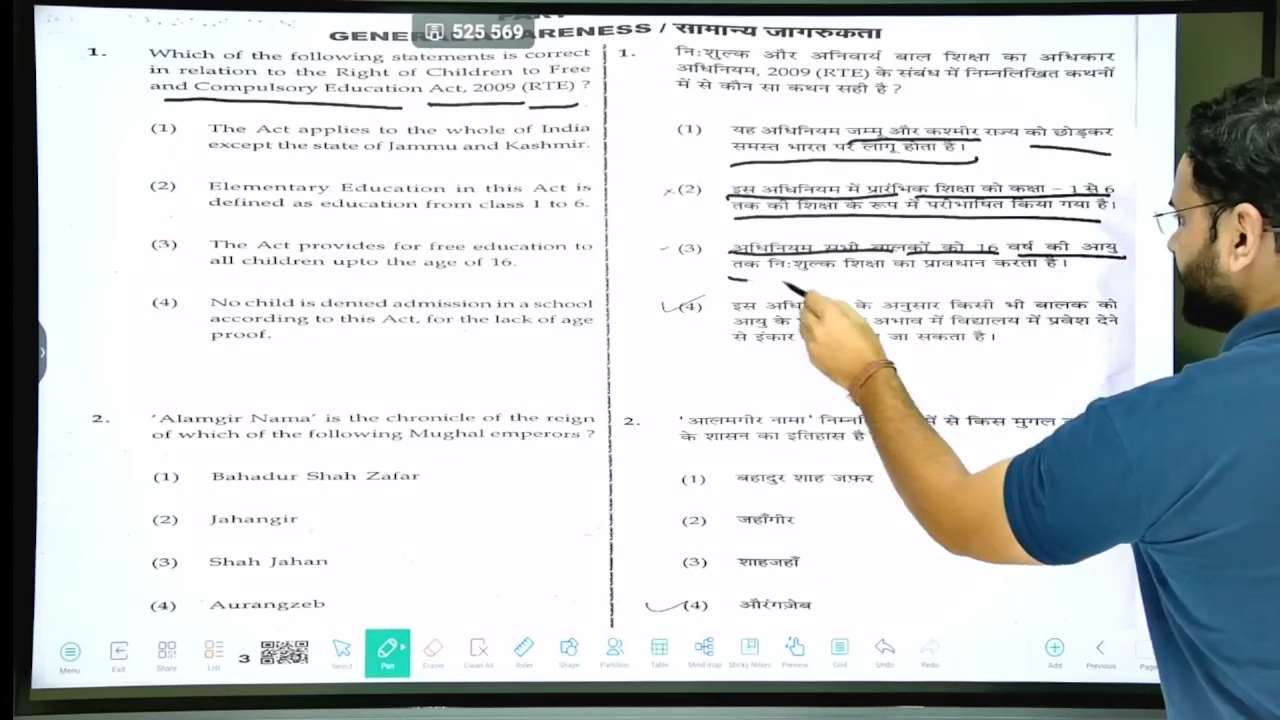 525 569
GENER ARENESS / सामान्य जागरुकता
1. Which of the following statements is correct
in relation to the Right of Children to Free
and Compulsory Education Act, 2009 (RTE) ?
(1) The Act applies to the whole of India
except the state of Jammu and Kashmir.
(2) Elementary Education in this Act is
defined as education from class 1 to 6.
(3) The Act provides for free education to
all children upto the age of 16.
(4) No child is denied admission in a school
according to this Act, for the lack of age
proof.
2. 'Alamgir Nama' is the chronicle of the reign
of which of the following Mughal emperors ?
(1) Bahadur Shah Zafar
(2) Jahangir
(3) Shah Jahan
(4) Aurangzeb
1. नि:शुल्क और अनिवार्य बाल शिक्षा का अधिकार
अधिनियम, 2009 (RTE) के संबंध में निम्नलिखित कथनों
में से कौन सा कथन सही है ?
(1) यह अधिनियम जम्मू और कश्मीर राज्य को छोड़कर
समस्त भारत पर लागू होता है।
(2) इस अधिनियम में प्रारंभिक शिक्षा को कक्षा – 1 से 6
तक की शिक्षा के रूप में परिभाषित किया गया है।
(3) अधिनियम सभी बालकों को 16 वर्ष की आयु
तक नि:शुल्क शिक्षा का प्रावधान करता है।
(4) इस के अनुसार किसी भी बालक को
आयु के अभाव में विद्यालय में प्रवेश देने
से इंकार जा सकता है।
2. 'आलमगीर नामा' में से किस मुगल
के शासन का इतिहास है
(1) बहादुर शाह जफ़र
(2) जहाँगीर
(3) शाहजहाँ
(4) औरंगज़ेब
Menu Exit Share List 3 Select Pen Eraser Clean All Ruler Shape Partition Table Mind map Sticky Notes Preview Grid Undo Redo Add Previous Page